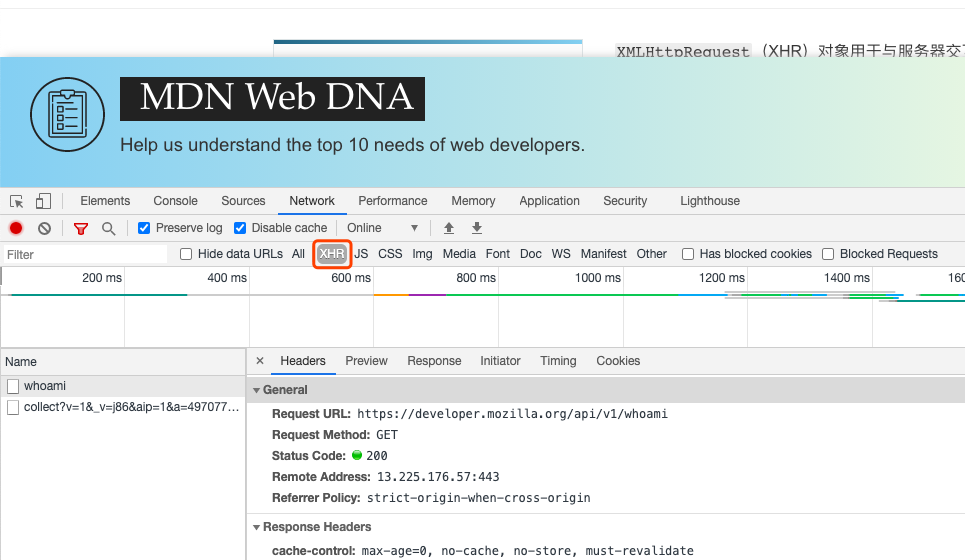 XMLHttpRequest（XHR）对象用于与服务器交
MDN Web DNA
Help us understand the top 10 needs of web developers.
Elements Console Sources Network Performance Memory Application Security Lighthouse
Preserve log Disable cache Online
Filter Hide data URLs All XHR JS CSS Img Media Font Doc WS Manifest Other Has blocked cookies Blocked Requests
200 ms 400 ms 600 ms 800 ms 1000 ms 1200 ms 1400 ms 160
Name × Headers Preview Response Initiator Timing Cookies
whoami
collect?v=1&_v=j86&aip=1&a=497077…
General
Request URL: https://developer.mozilla.org/api/v1/whoami
Request Method: GET
Status Code: 200
Remote Address: 13.225.176.57:443
Referrer Policy: strict-origin-when-cross-origin
Response Headers
cache-control: max-age=0, no-cache, no-store, must-revalidate